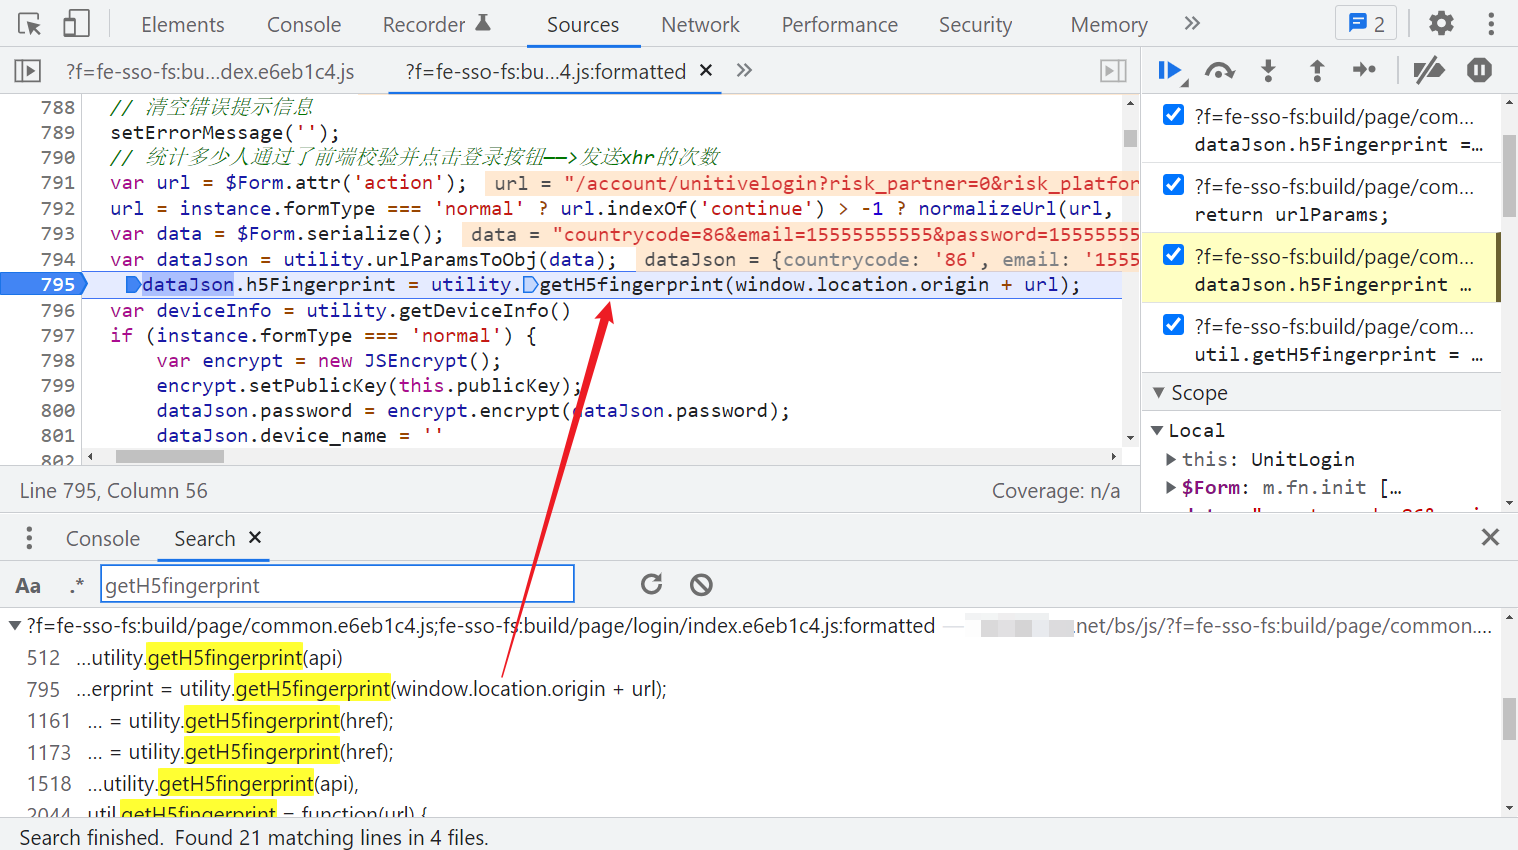 Elements Console Recorder Sources Network Performance Security Memory 2
?f=fe-sso-fs:bu...dex.e6eb1c4.js ?f=fe-sso-fs:bu...4.js:formatted
788 // 清空错误提示信息
789 setErrorMessage('');
790 // 统计多少人通过了前端校验并点击登录按钮——>发送xhr的次数
791 var url = $Form.attr('action'); url = "/account/unitivelogin?risk_partner=0&risk_platfor
792 url = instance.formType === 'normal' ? url.indexOf('continue') > -1 ? normalizeUrl(url,
793 var data = $Form.serialize(); data = "countrycode=86&email=15555555555&password=15555555
794 var dataJson = utility.urlParamsToObj(data); dataJson = {countrycode: '86', email: '1555
795 dataJson.h5Fingerprint = utility.getH5fingerprint(window.location.origin + url);
796 var deviceInfo = utility.getDeviceInfo()
797 if (instance.formType === 'normal') {
798 var encrypt = new JSEncrypt();
799 encrypt.setPublicKey(this.publicKey);
800 dataJson.password = encrypt.encrypt(dataJson.password);
801 dataJson.device_name = ''
802
Line 795, Column 56 Coverage: n/a
?f=fe-sso-fs:build/page/com...
dataJson.h5Fingerprint =...
?f=fe-sso-fs:build/page/com...
return urlParams;
?f=fe-sso-fs:build/page/com...
dataJson.h5Fingerprint ...
?f=fe-sso-fs:build/page/com...
util.getH5fingerprint = ...
Scope
Local
this: UnitLogin
$Form: m.fn.init […
Console Search
Aa .* getH5fingerprint
?f=fe-sso-fs:build/page/common.e6eb1c4.js;fe-sso-fs:build/page/login/index.e6eb1c4.js:formatted — .net/bs/js/?f=fe-sso-fs:build/page/common....
512 ...utility.getH5fingerprint(api)
795 ...erprint = utility.getH5fingerprint(window.location.origin + url);
1161 ... = utility.getH5fingerprint(href);
1173 ... = utility.getH5fingerprint(href);
1518 ...utility.getH5fingerprint(api),
2044 util.getH5fingerprint = function(url) {
Search finished. Found 21 matching lines in 4 files.